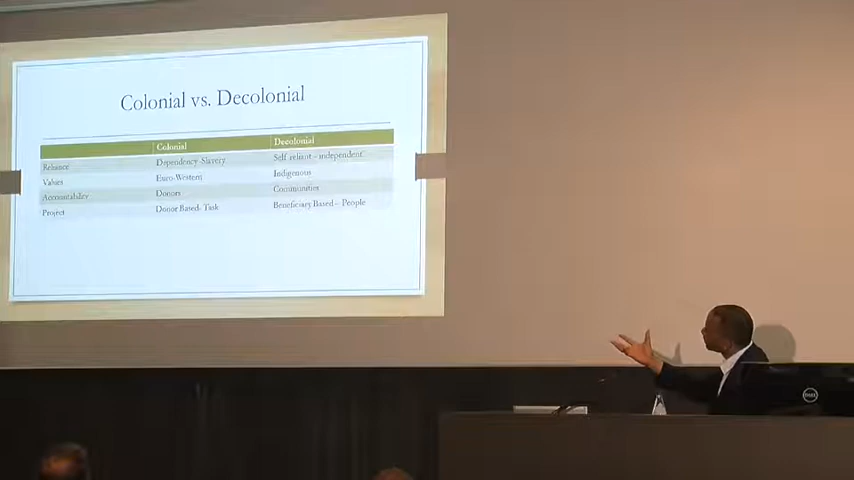 Colonial vs. Decolonial
Colonial Decolonial
Reliance Dependency-Slavery Self reliant – independent
Values Euro-Western Indigenous
Accountability Donors Communities
Project Donor Based- Task Beneficiary Based – People
DELL